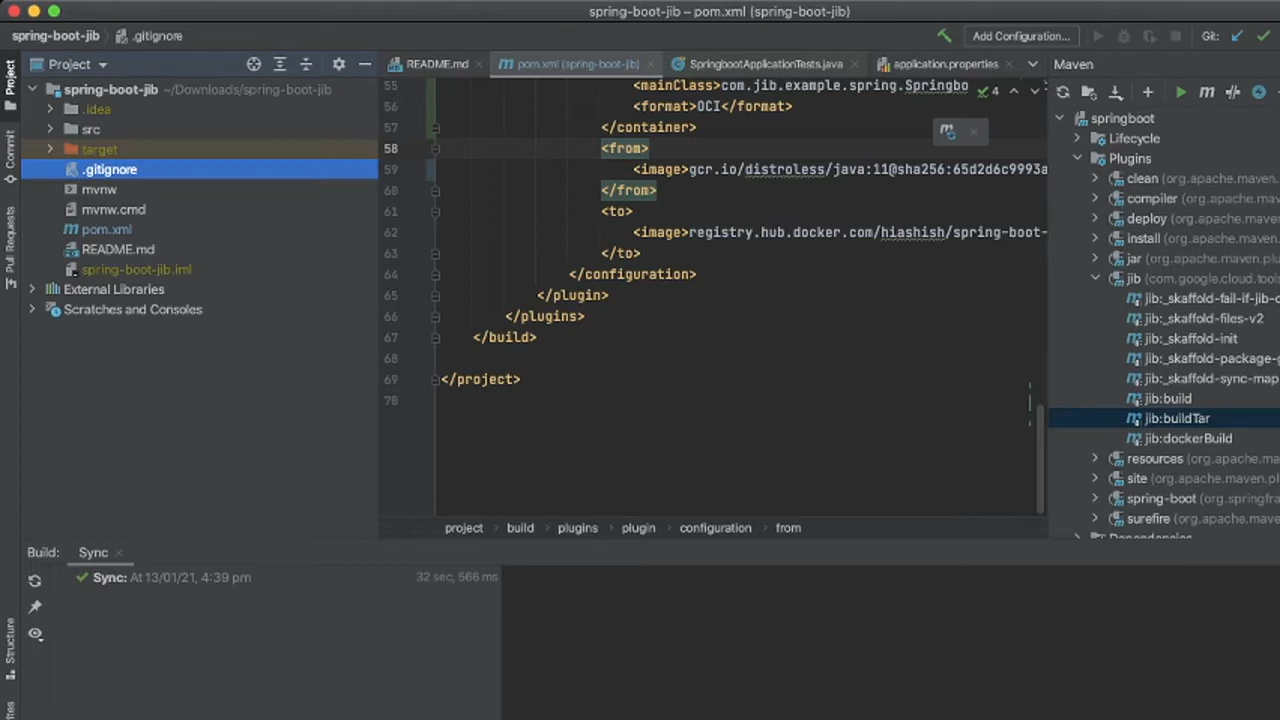 spring-boot-jib – pom.xml (spring-boot-jib)
spring-boot-jib
.gitignore
Add Configuration...
Git:
Project
Project
Commit
Pull Requests
Structure
spring-boot-jib ~/Downloads/spring-boot-jib
.idea
src
target
.gitignore
mvnw
mvnw.cmd
pom.xml
README.md
spring-boot-jib.iml
External Libraries
Scratches and Consoles
README.md
pom.xml (spring-boot-jib)
SpringbootApplicationTests.java
application.properties
55 <mainClass>com.jib.example.spring.Springbo
4
56 <format>OCI</format>
57 </container>
58 <from>
59 <image>gcr.io/distroless/java:11@sha256:65d2d6c9993a
60 </from>
61 <to>
62 <image>registry.hub.docker.com/hiashish/spring-boot-
63 </to>
64 </configuration>
65 </plugin>
66 </plugins>
67 </build>
68
69 </project>
70
project
build
plugins
plugin
configuration
from
Maven
springboot
Lifecycle
Plugins
clean (org.apache.maven.
compiler (org.apache.mav
deploy (org.apache.maver
install (org.apache.maven.
jar (org.apache.maven.plu
jib (com.google.cloud.tool
jib:_skaffold-fail-if-jib-o
jib:_skaffold-files-v2
jib:_skaffold-init
jib:_skaffold-package-g
jib:_skaffold-sync-map
jib:build
jib:buildTar
jib:dockerBuild
resources (org.apache.ma
site (org.apache.maven.pl
spring-boot (org.springfra
surefire (org.apache.mav
Dependencies
Build:
Sync
Sync: At 13/01/21, 4:39 pm
32 sec, 566 ms